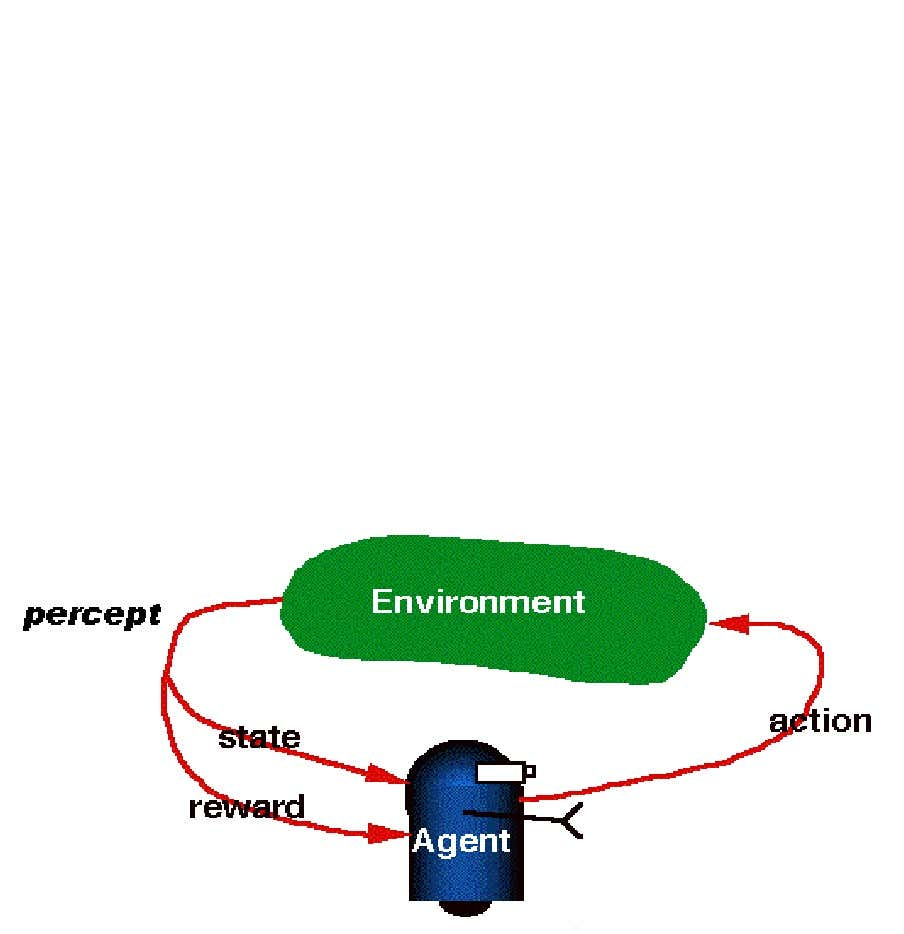 Environment
percept
action
state
reward
Agent